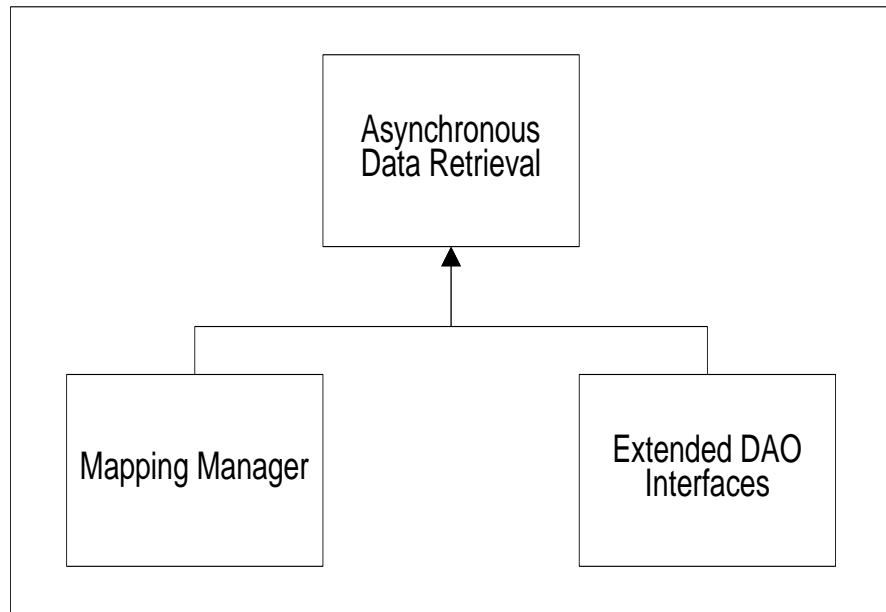 Asynchronous
Data Retrieval
Mapping Manager
Extended DAO
Interfaces